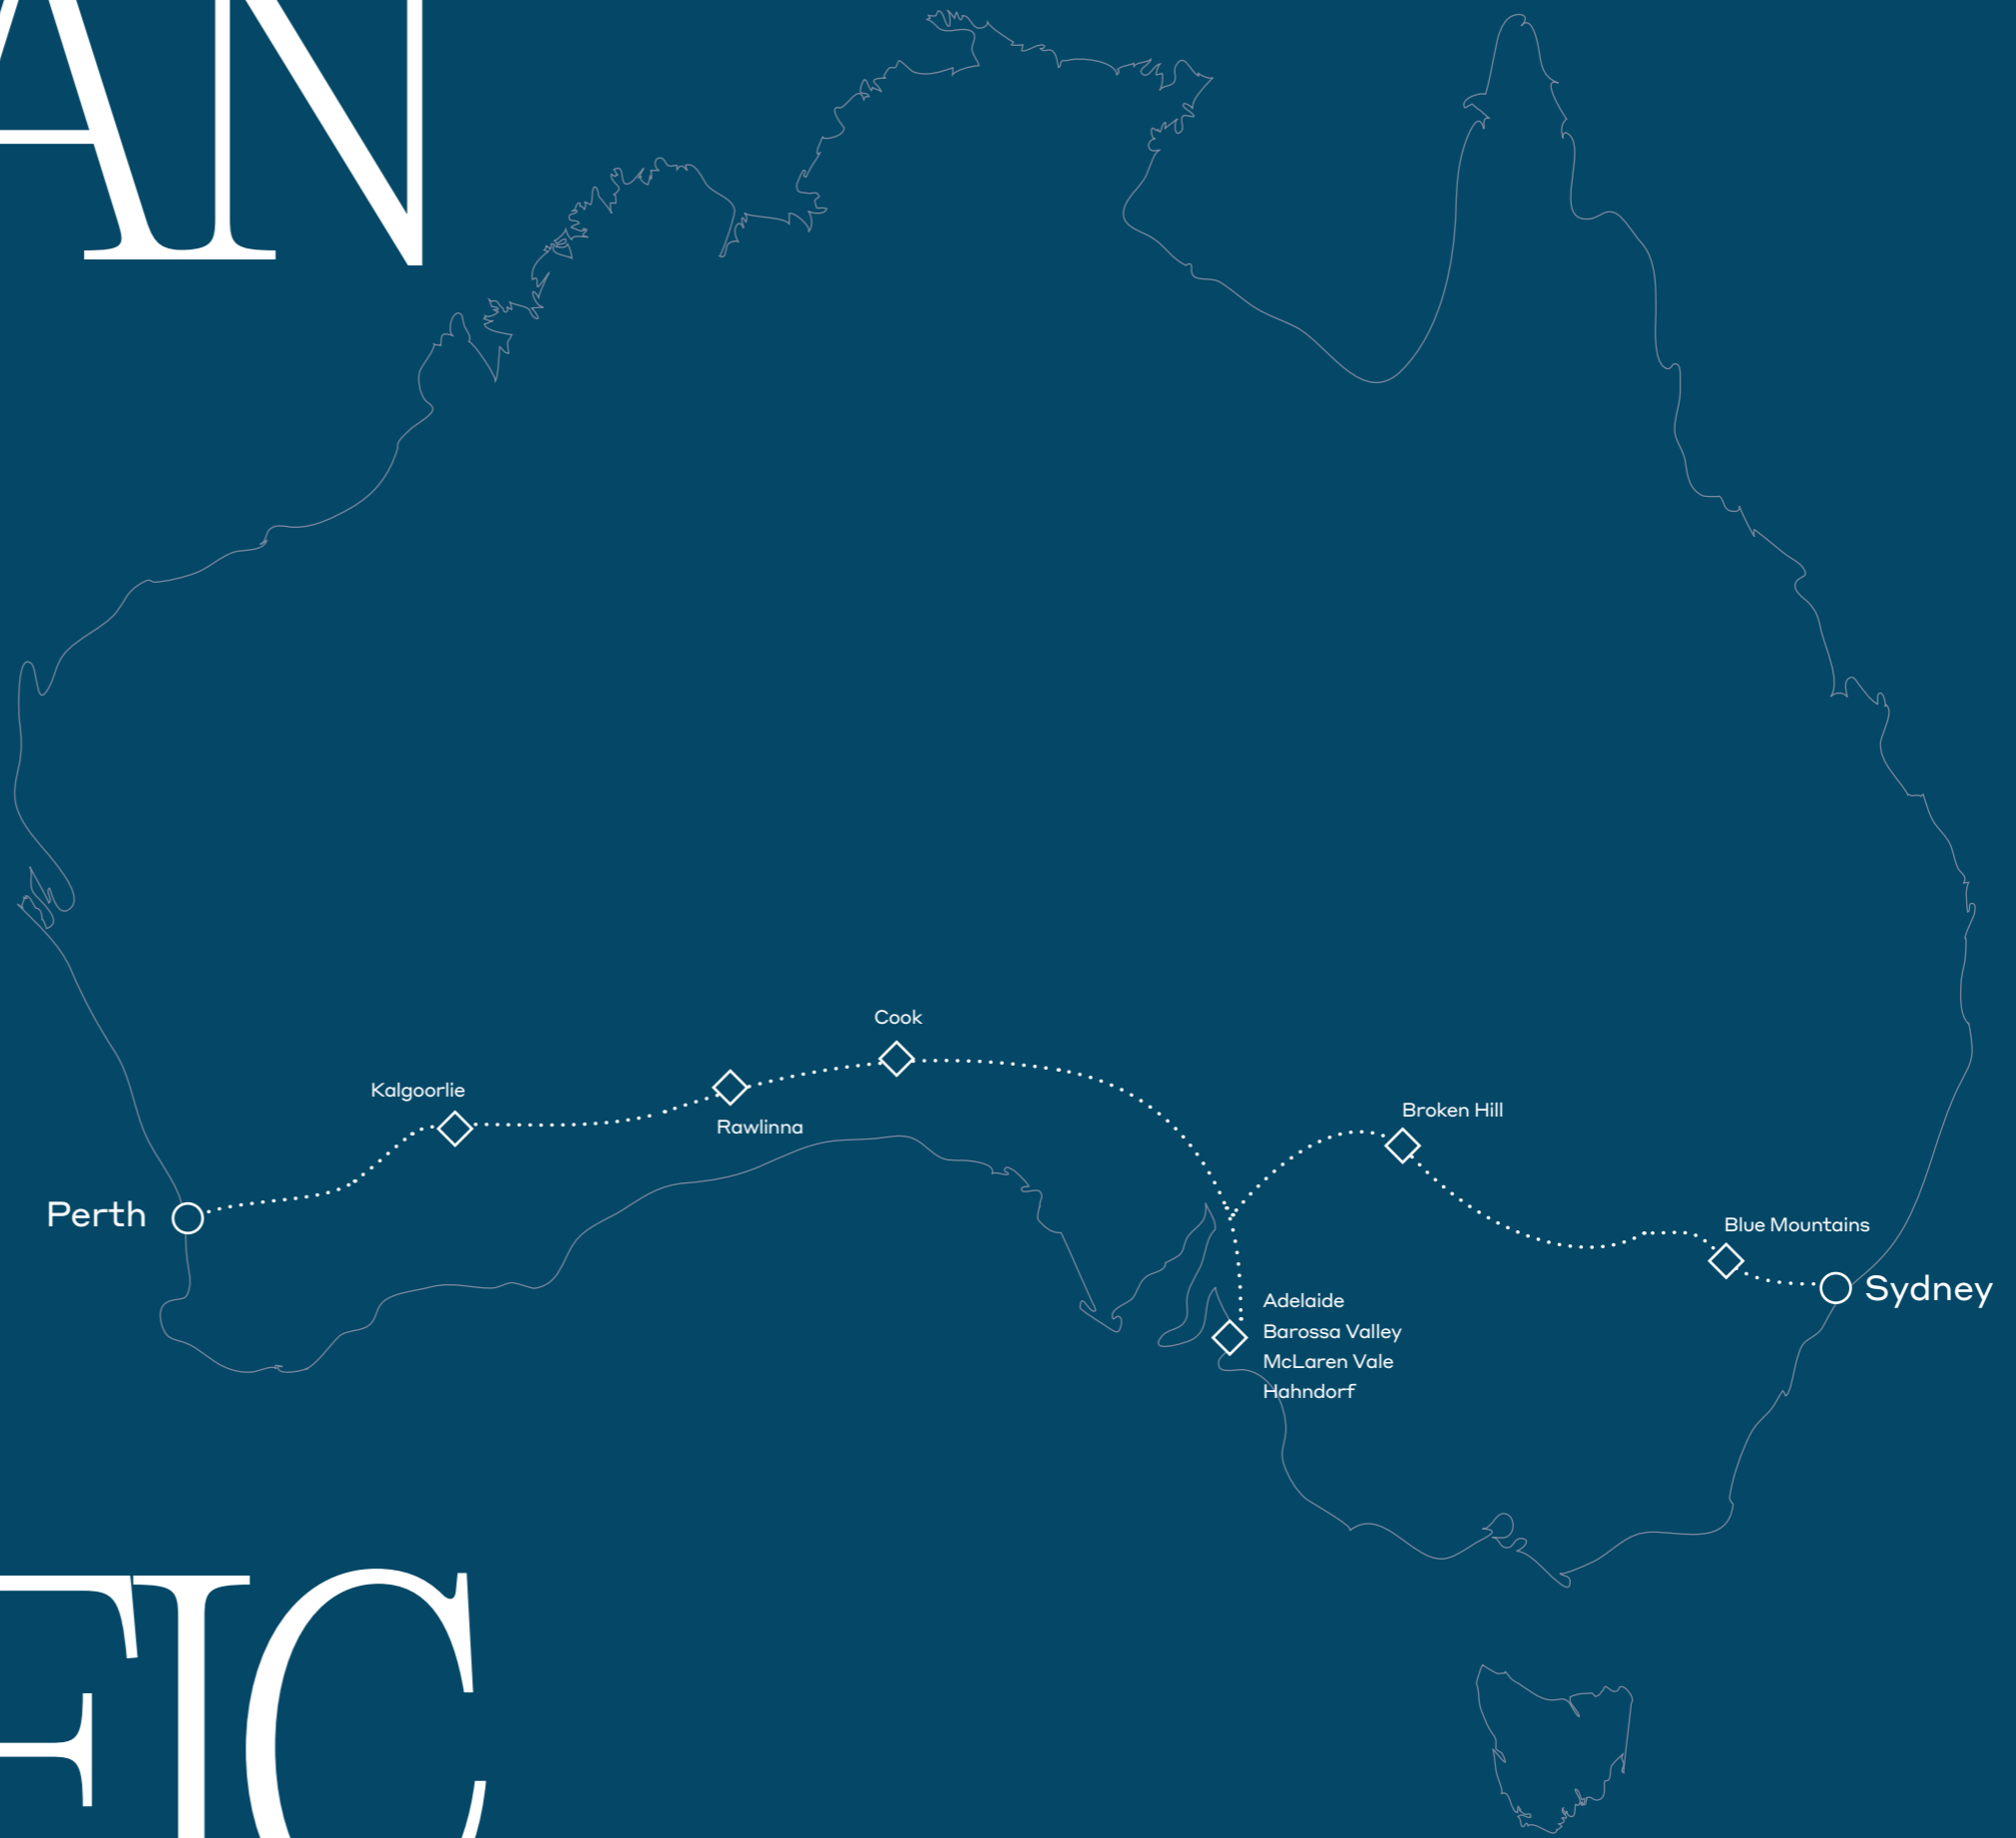 AN
Cook
Kalgoorlie
Rawlinna
Broken Hill
Perth
Blue Mountains
Sydney
Adelaide
Barossa Valley
McLaren Vale
Hahndorf
FIC